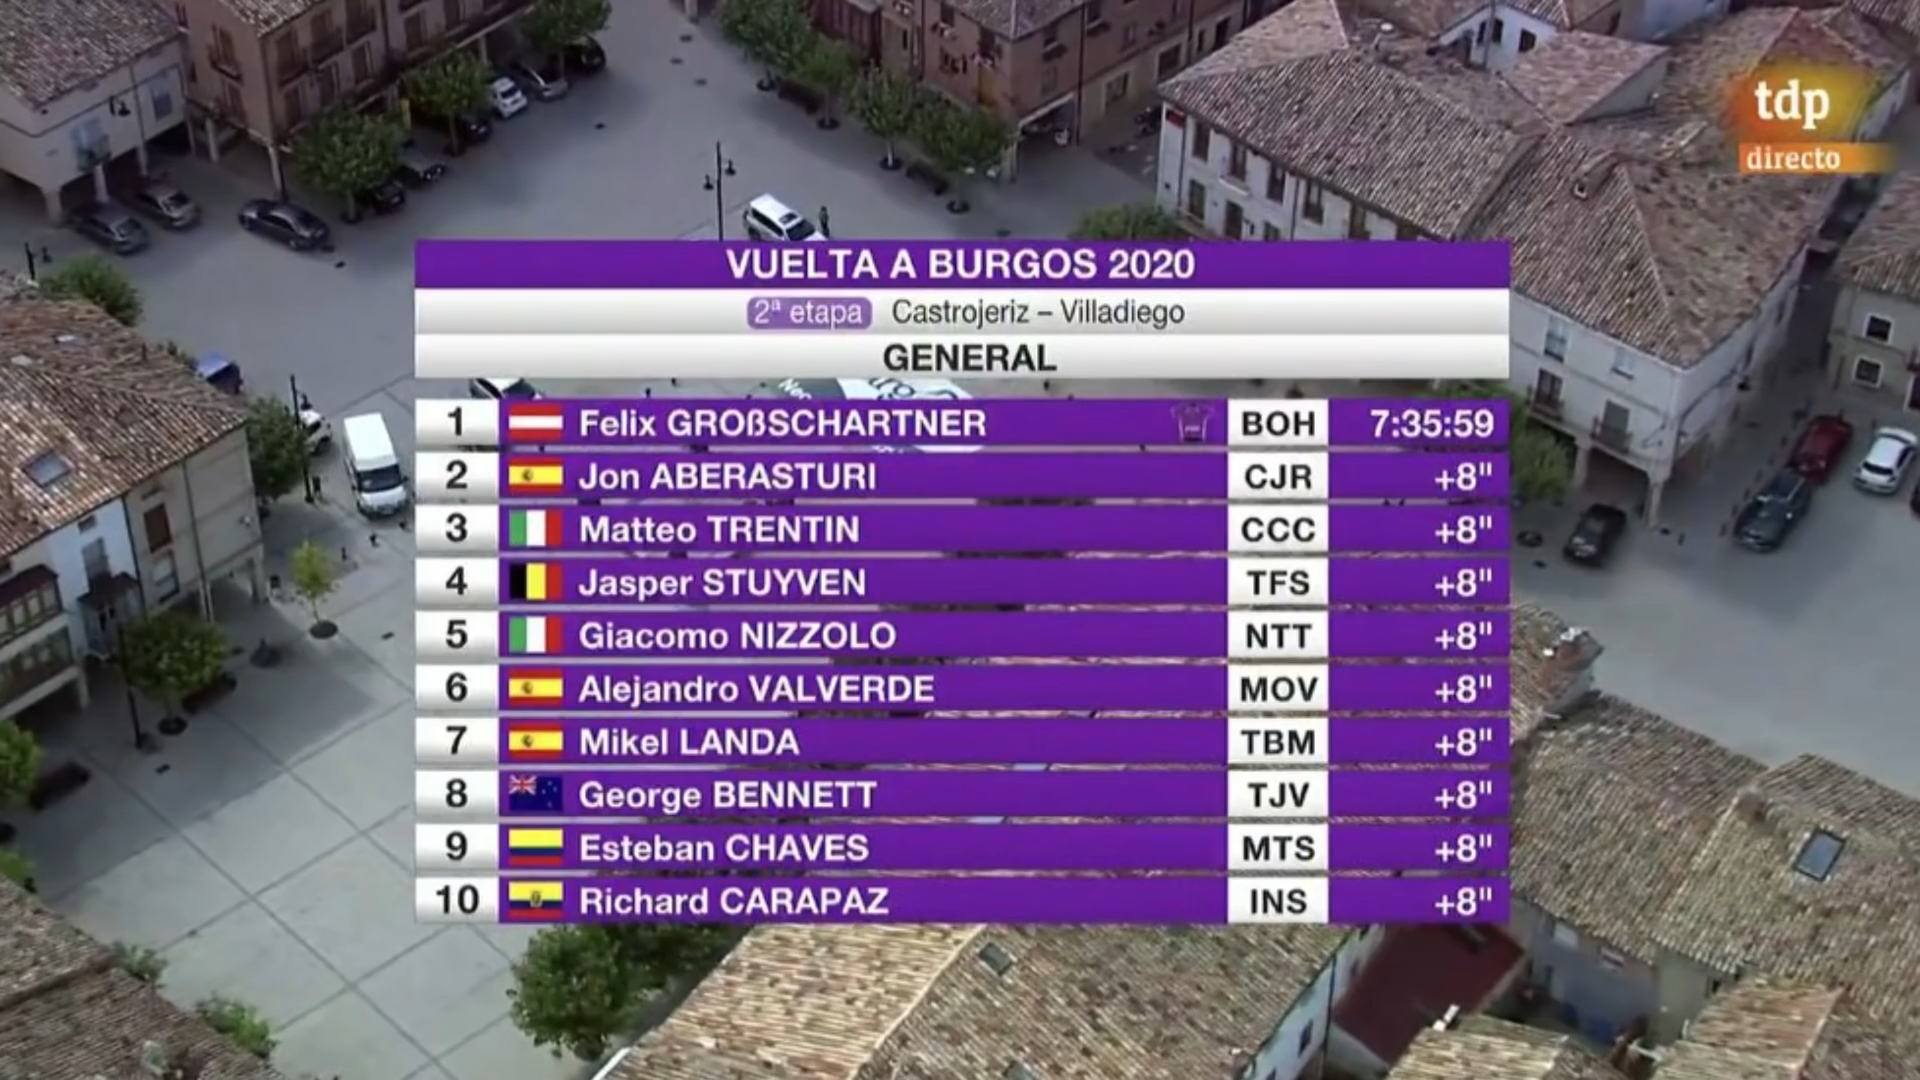 tdp
directo
VUELTA A BURGOS 2020
2ª etapa Castrojeriz – Villadiego
GENERAL
1 Felix GROßSCHARTNER BOH 7:35:59
2 Jon ABERASTURI CJR +8"
3 Matteo TRENTIN CCC +8"
4 Jasper STUYVEN TFS +8"
5 Giacomo NIZZOLO NTT +8"
6 Alejandro VALVERDE MOV +8"
7 Mikel LANDA TBM +8"
8 George BENNETT TJV +8"
9 Esteban CHAVES MTS +8"
10 Richard CARAPAZ INS +8"